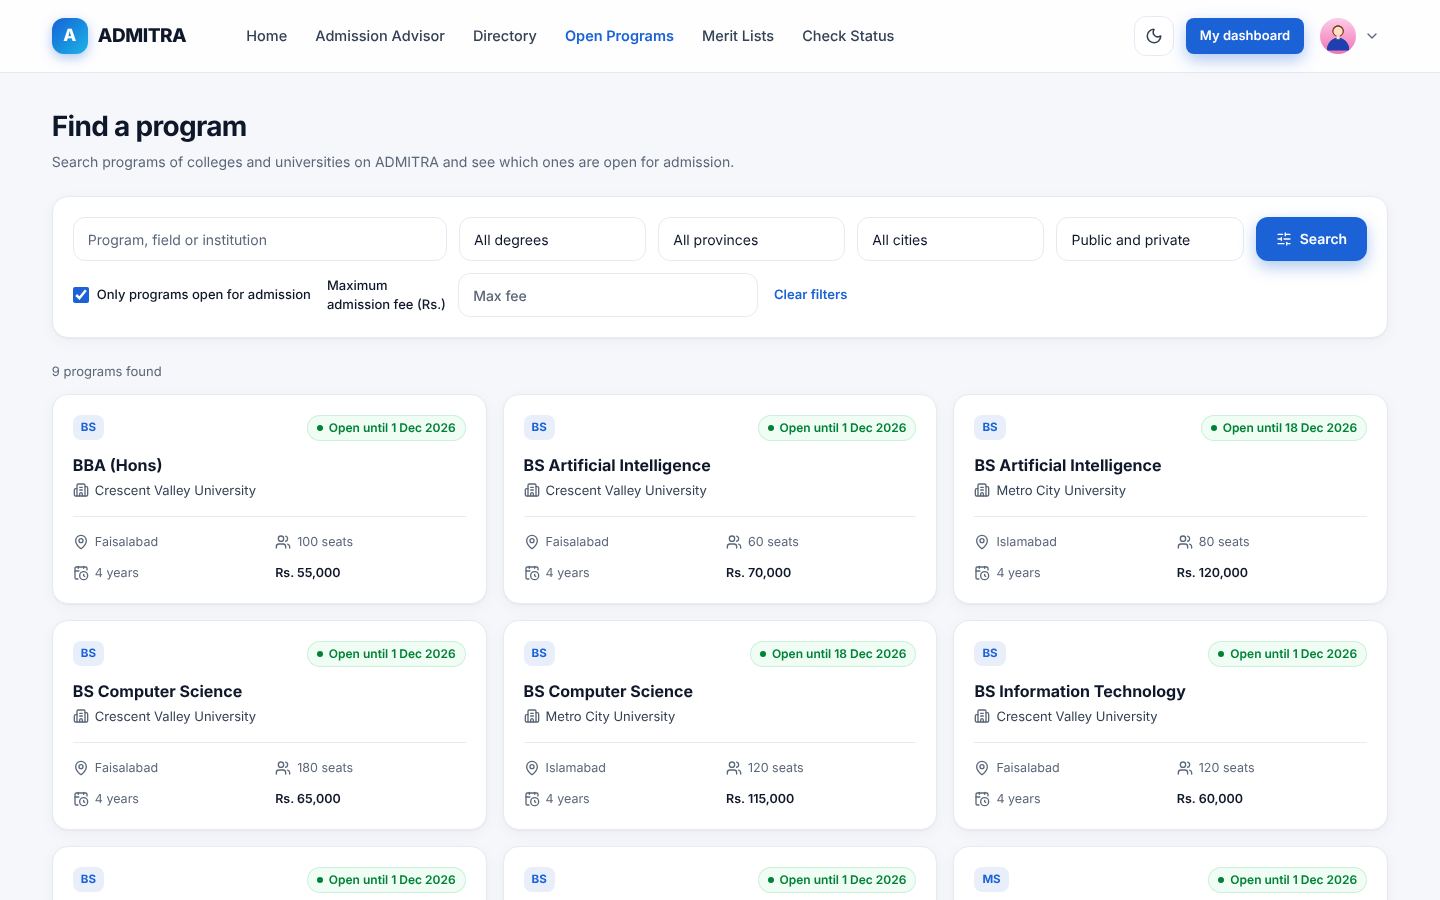 A ADMITRA
Home
Admission Advisor
Directory
Open Programs
Merit Lists
Check Status
My dashboard
Find a program
Search programs of colleges and universities on ADMITRA and see which ones are open for admission.
Program, field or institution
All degrees
All provinces
All cities
Public and private
Search
Only programs open for admission
Maximum
admission fee (Rs.)
Max fee
Clear filters
9 programs found
BS
Open until 1 Dec 2026
BBA (Hons)
Crescent Valley University
Faisalabad
100 seats
4 years
Rs. 55,000
BS
Open until 1 Dec 2026
BS Artificial Intelligence
Crescent Valley University
Faisalabad
60 seats
4 years
Rs. 70,000
BS
Open until 18 Dec 2026
BS Artificial Intelligence
Metro City University
Islamabad
80 seats
4 years
Rs. 120,000
BS
Open until 1 Dec 2026
BS Computer Science
Crescent Valley University
Faisalabad
180 seats
4 years
Rs. 65,000
BS
Open until 18 Dec 2026
BS Computer Science
Metro City University
Islamabad
120 seats
4 years
Rs. 115,000
BS
Open until 1 Dec 2026
BS Information Technology
Crescent Valley University
Faisalabad
120 seats
4 years
Rs. 60,000
BS
Open until 1 Dec 2026
BS
Open until 1 Dec 2026
MS
Open until 1 Dec 2026